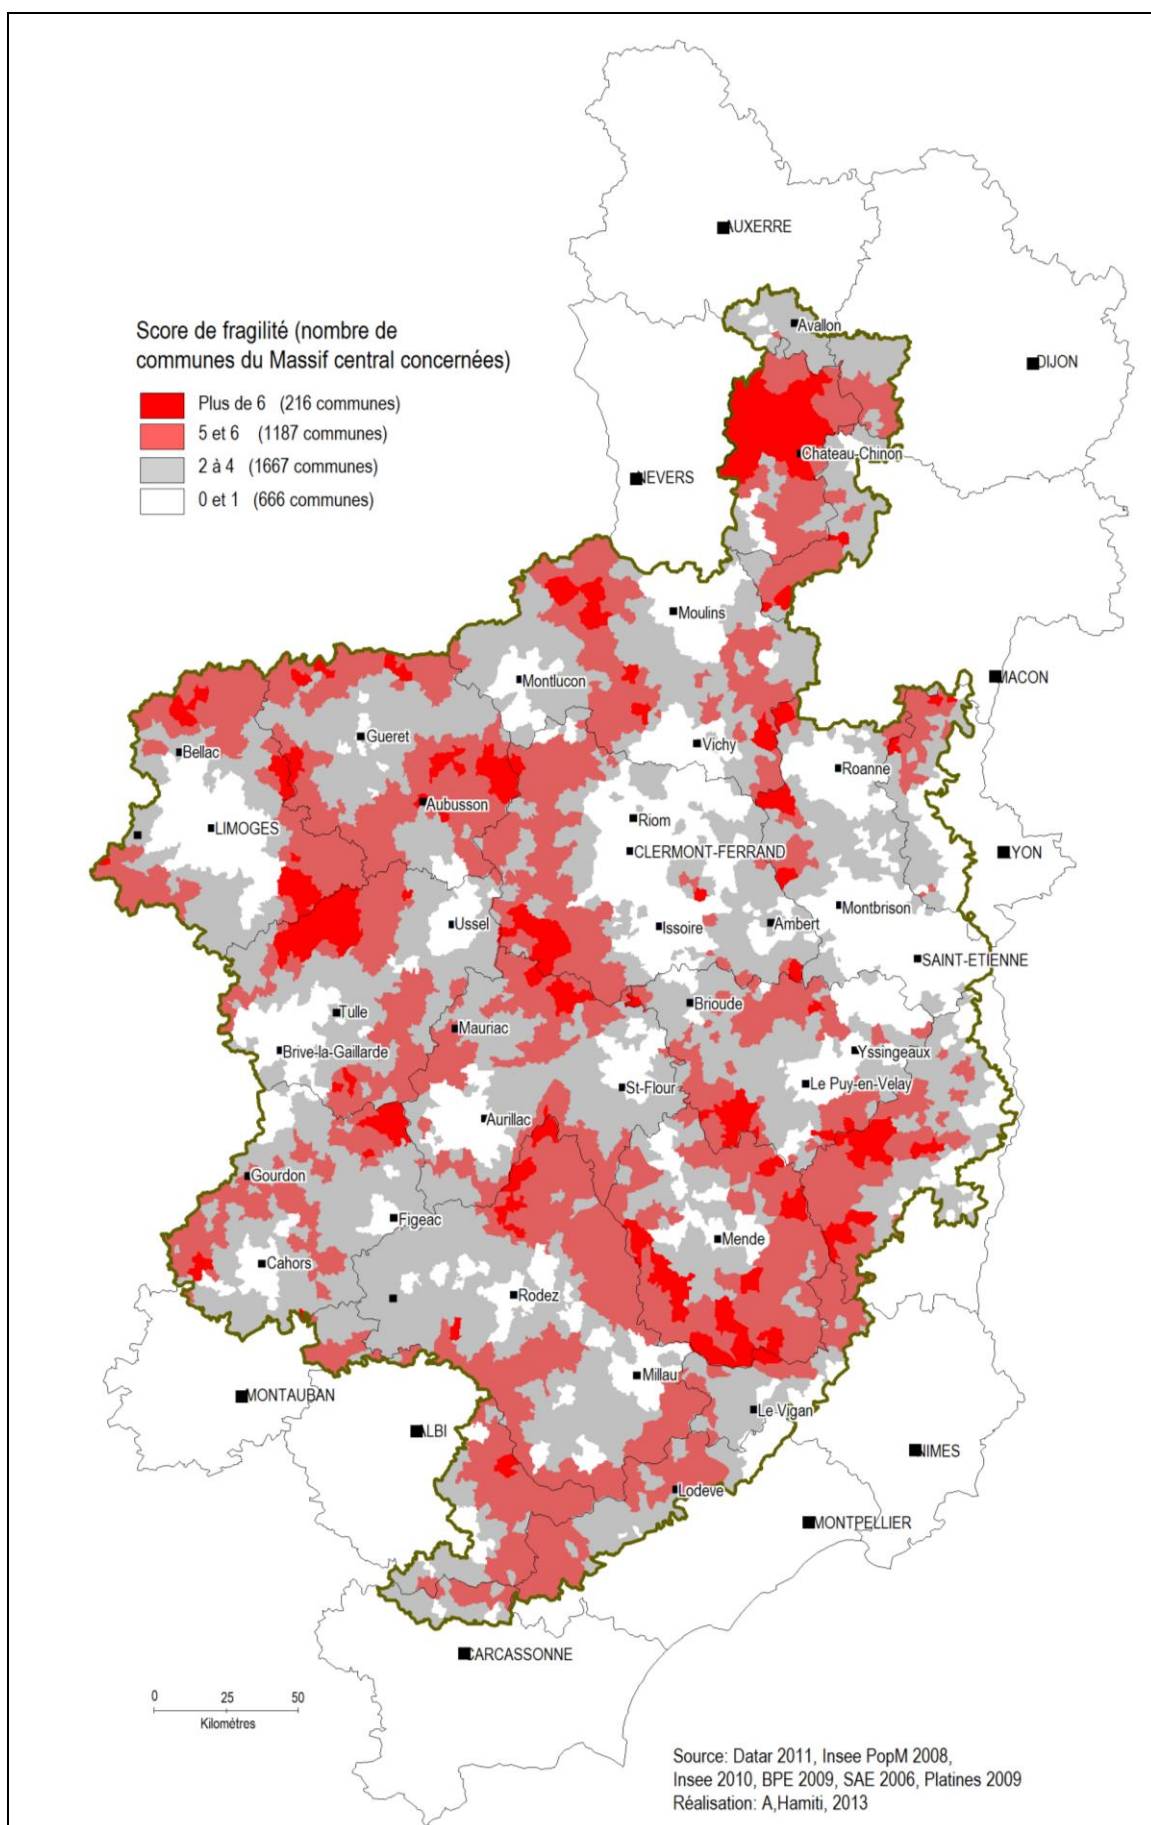 AUXERRE
Avallon
DIJON
Score de fragilité (nombre de
communes du Massif central concernées)
Plus de 6 (216 communes)
5 et 6 (1187 communes)
2 à 4 (1667 communes)
0 et 1 (666 communes)
Chateau-Chinon
NEVERS
Moulins
MACON
Montlucon
Gueret
Vichy
Bellac
Roanne
Aubusson
Riom
LIMOGES
CLERMONT-FERRAND
LYON
Montbrison
Ussel
Issoire
Ambert
SAINT-ETIENNE
Brioude
Tulle
Mauriac
Brive-la-Gaillarde
Yssingeaux
St-Flour
Le Puy-en-Velay
Aurillac
Gourdon
Figeac
Mende
Cahors
Rodez
Millau
MONTAUBAN
Le Vigan
ALBI
NIMES
Lodeve
MONTPELLIER
CARCASSONNE
0 25 50
Kilomètres
Source: Datar 2011, Insee PopM 2008,
Insee 2010, BPE 2009, SAE 2006, Platines 2009
Réalisation: A,Hamiti, 2013